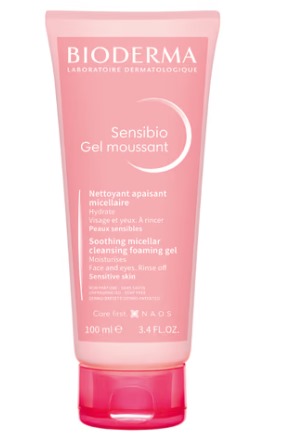 BIODERMA
LABORATOIRE DERMATOLOGIQUE
Sensibio
Gel moussant
Nettoyant apaisant
micellaire
Hydrate
Visage et yeux. À rincer
Peaux sensibles
Soothing micellar
cleansing foaming gel
Moisturises
Face and eyes. Rinse off
Sensitive skin
Care first NAOS
100 ml e 3.4 FL.OZ.